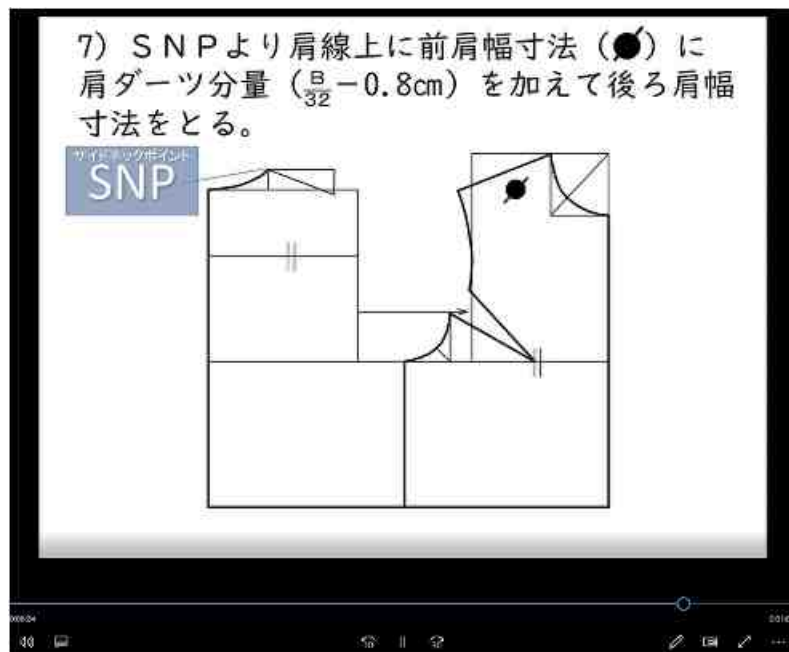 7) SNPより肩線上に前肩幅寸法（ ）に
肩ダーツ分量（B/32－0.8cm）を加えて後ろ肩幅
寸法をとる。
サイドネックポイント
SNP